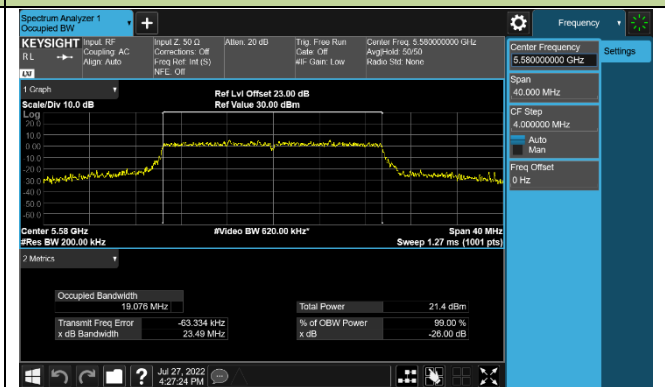 Spectrum Analyzer 1
Occupied BW
+
Frequency
KEYSIGHT
RL
LXI
Input: RF
Coupling: AC
Align: Auto
Input Z: 50 Ω
Corrections: Off
Freq Ref: Int (S)
NFE: Off
Atten: 20 dB
Trig: Free Run
Gate: Off
#IF Gain: Low
Center Freq: 5.580000000 GHz
Avg|Hold: 50/50
Radio Std: None
Center Frequency
5.580000000 GHz
Settings
Span
40.000 MHz
CF Step
4.000000 MHz
Auto
Man
Freq Offset
0 Hz
1 Graph
Scale/Div 10.0 dB
Ref Lvl Offset 23.00 dB
Ref Value 30.00 dBm
Log
20.0
10.0
0.00
-10.0
-20.0
-30.0
-40.0
-50.0
-60.0
Center 5.58 GHz
#Video BW 620.00 kHz*
Span 40 MHz
#Res BW 200.00 kHz
Sweep 1.27 ms (1001 pts)
2 Metrics
Occupied Bandwidth
19.076 MHz
Total Power 21.4 dBm
Transmit Freq Error -63.334 kHz
% of OBW Power 99.00 %
x dB Bandwidth 23.49 MHz
x dB -26.00 dB
?
Jul 27, 2022
4:27:24 PM